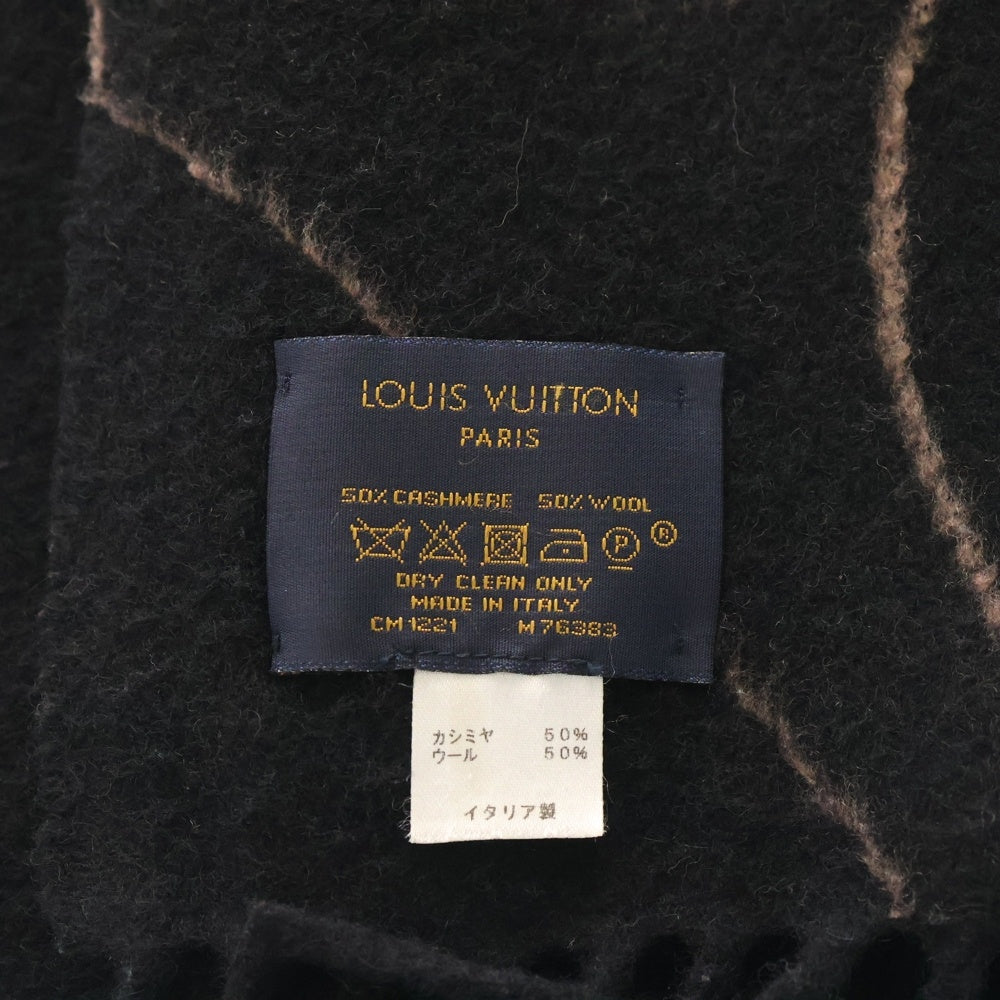 LOUIS VUITTON
PARIS
50% CASHMERE 50% WOOL
P ®
DRY CLEAN ONLY
MADE IN ITALY
CM1221 M76383
カシミヤ 50%
ウール 50%
イタリア製